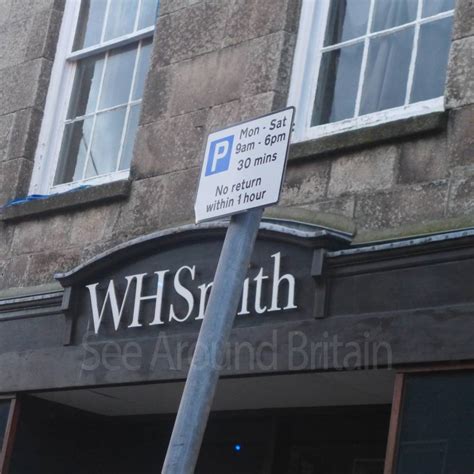 P
Mon - Sat
9am - 6pm
30 mins
No return
within 1 hour
WHSmith
See Around Britain